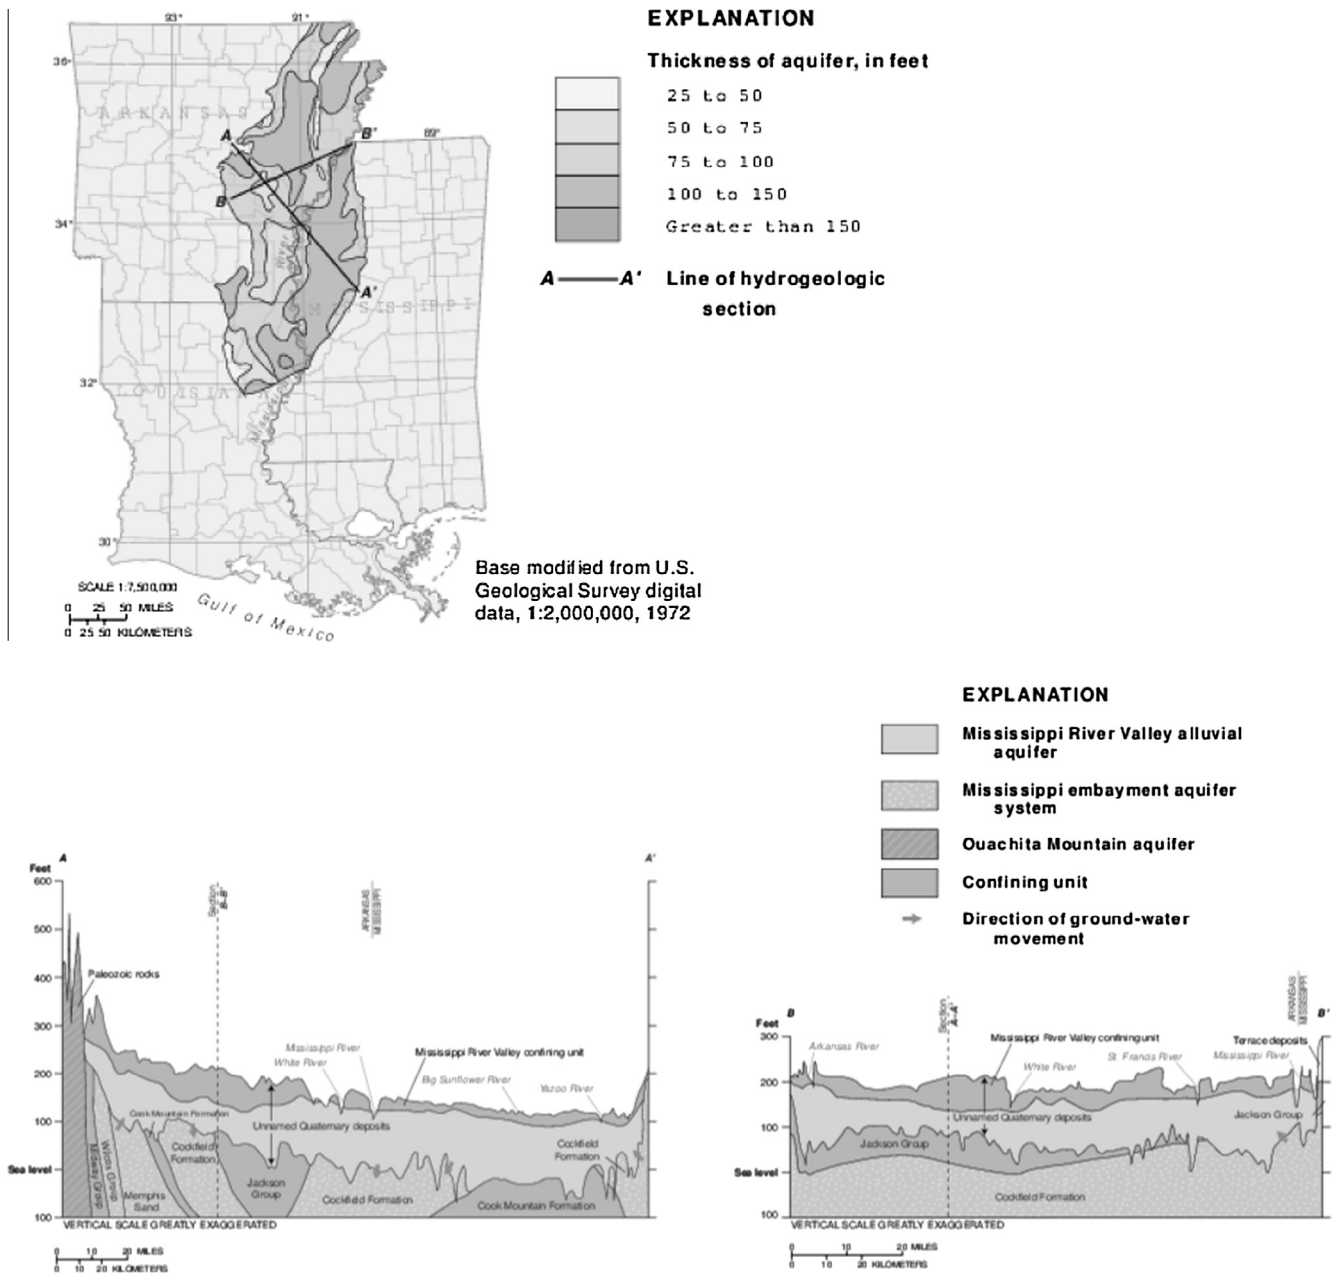 93°
91°
EXPLANATION
Thickness of aquifer, in feet
36°
25 to 50
ARKANSAS
50 to 75
A
B'
89°
75 to 100
100 to 150
B
34°
Greater than 150
River
A——A' Line of hydrogeologic
section
A'
MISSISSIPPI
32°
LOUISIANA
Mississippi
30°
Base modified from U.S.
Geological Survey digital
data, 1:2,000,000, 1972
SCALE 1:7,500,000
0 25 50 MILES
0 25 50 KILOMETERS
Gulf of Mexico
EXPLANATION
Mississippi River Valley alluvial
aquifer
Mississippi embayment aquifer
system
Ouachita Mountain aquifer
Confining unit
Direction of ground-water
movement
A
A'
Feet
600
Section
B-B'
ARKANSAS
MISSISSIPPI
500
400
Paleozoic rocks
300
Mississippi River
White River
Mississippi River Valley confining unit
200
Big Sunflower River
Yazoo River
Cook Mountain Formation
100
Unnamed Quaternary deposits
Cockfield
Formation
Cockfield
Formation
Midway Group
Wilcox Group
Sea level
Memphis
Sand
Jackson
Group
Cockfield Formation
Cook Mountain Formation
100
VERTICAL SCALE GREATLY EXAGGERATED
0 10 20 MILES
0 10 20 KILOMETERS
B
B'
Section
A-A'
ARKANSAS
MISSISSIPPI
Feet
300
Arkansas River
Mississippi River Valley confining unit
Terrace deposits
St. Francis River
Mississippi River
White River
200
Unnamed Quaternary deposits
Jackson Group
100
Jackson Group
Sea level
Cockfield Formation
100
VERTICAL SCALE GREATLY EXAGGERATED
0 10 20 MILES
0 10 20 KILOMETERS